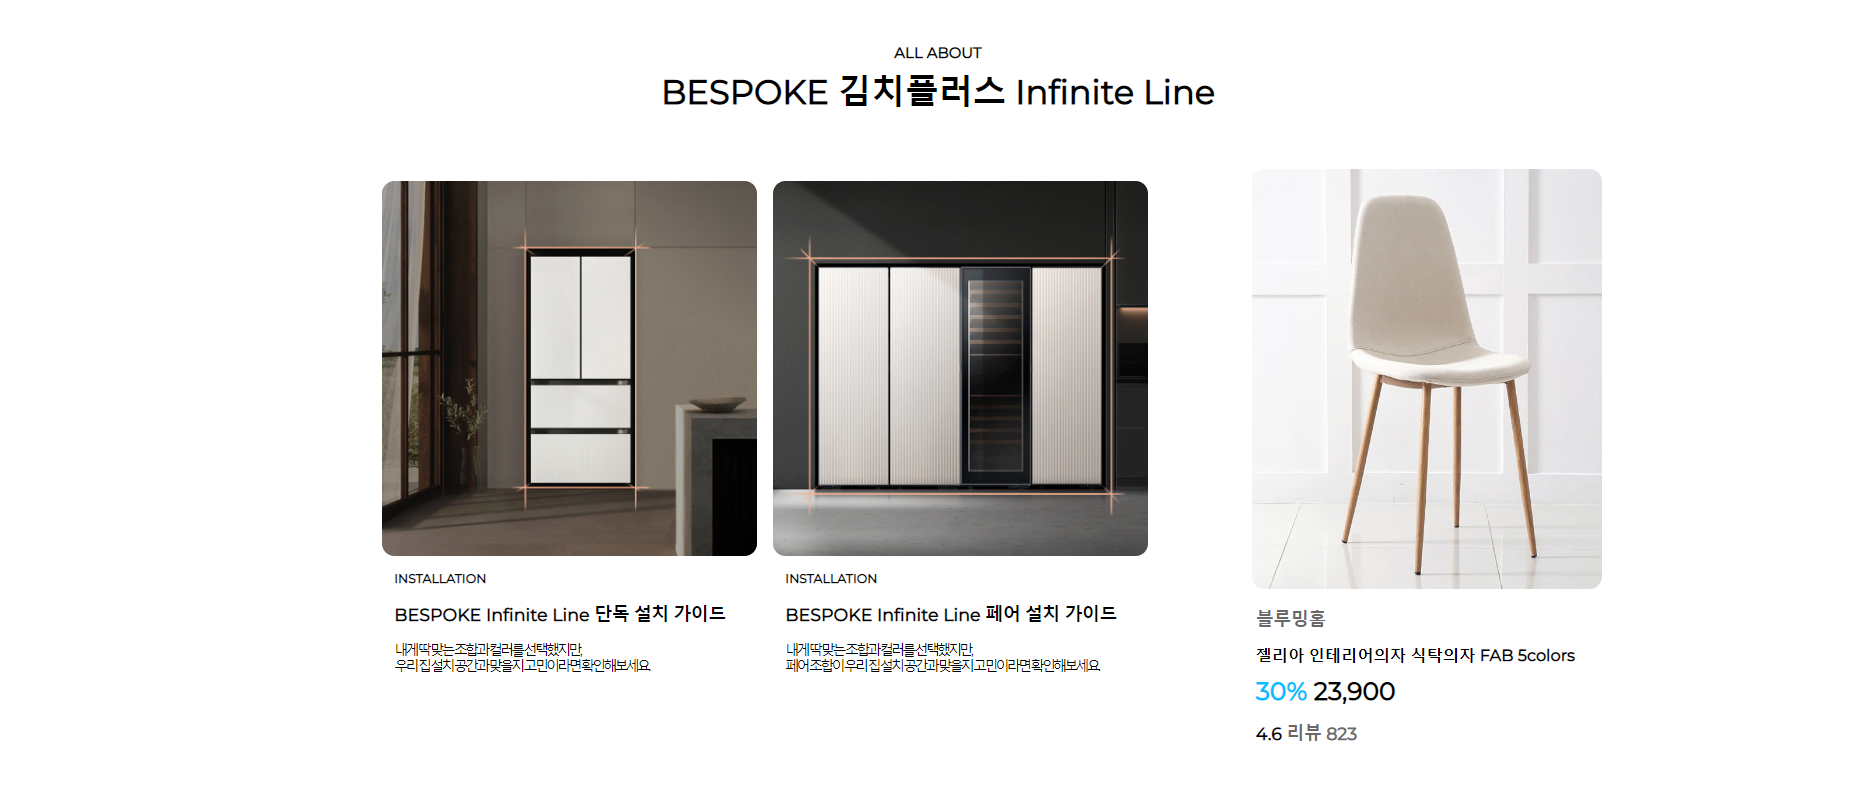 ALL ABOUT
BESPOKE 김치플러스 Infinite Line
INSTALLATION
BESPOKE Infinite Line 단독 설치 가이드
내게 딱 맞는 조합과 컬러를 선택했지만,
우리 집 설치 공간과 맞을지 고민이라면 확인해보세요.
INSTALLATION
BESPOKE Infinite Line 페어 설치 가이드
내게 딱 맞는 조합과 컬러를 선택했지만,
페어 조합이 우리 집 설치 공간과 맞을지 고민이라면 확인해보세요.
블루밍홈
젤리아 인테리어의자 식탁의자 FAB 5colors
30% 23,900
4.6 리뷰 823